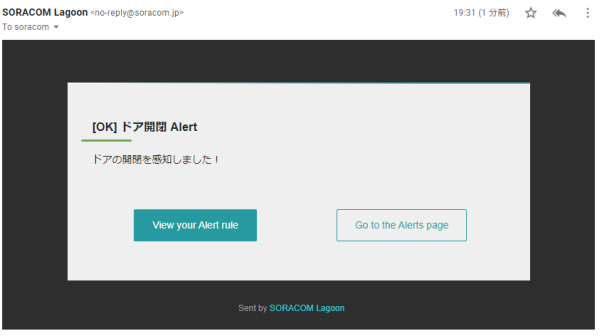 SORACOM Lagoon <no-reply@soracom.jp>
19:31 (1 分前)
To soracom
[OK] ドア開閉 Alert
ドアの開閉を感知しました！
View your Alert rule
Go to the Alerts page
Sent by SORACOM Lagoon